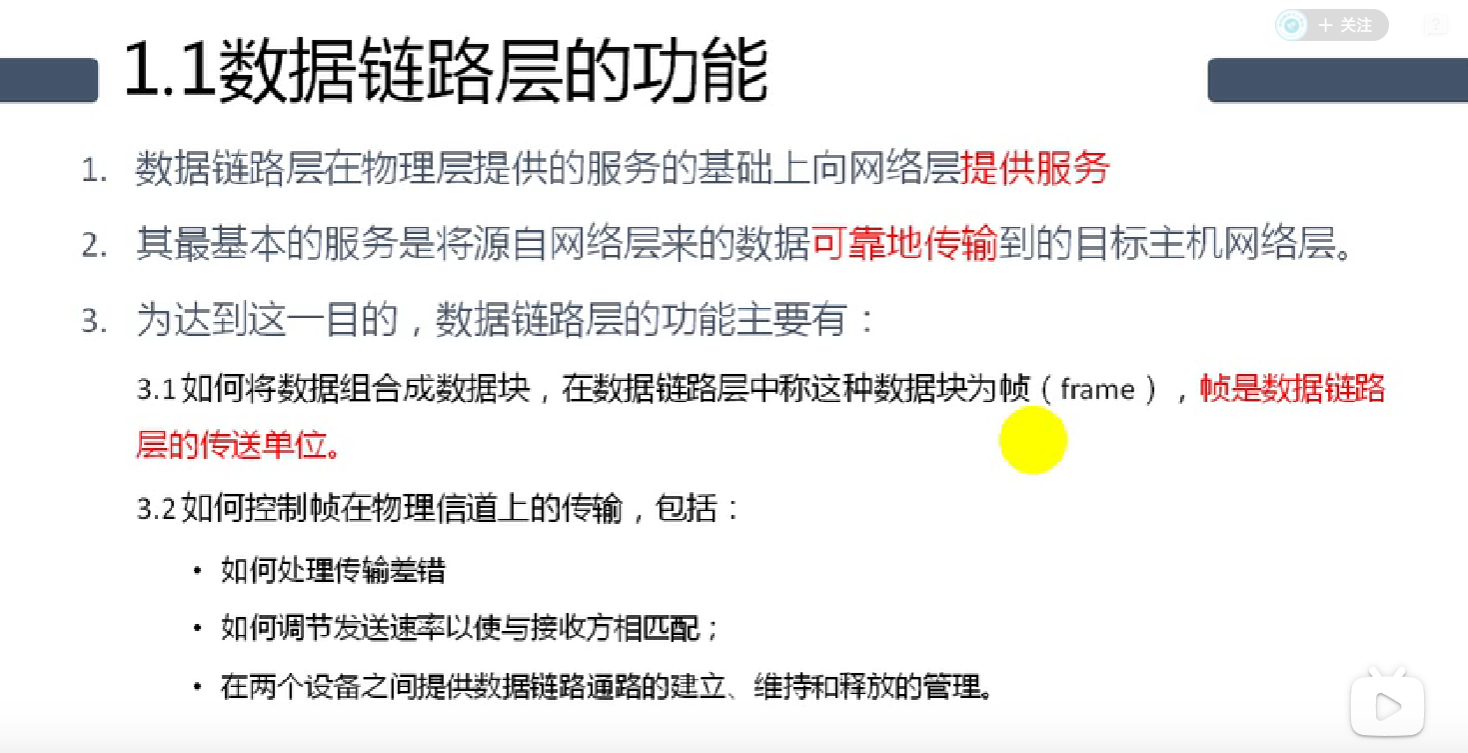 + 关注
1.1数据链路层的功能
1. 数据链路层在物理层提供的服务的基础上向网络层提供服务
2. 其最基本的服务是将源自网络层来的数据可靠地传输到的目标主机网络层。
3. 为达到这一目的，数据链路层的功能主要有：
3.1如何将数据组合成数据块，在数据链路层中称这种数据块为帧（frame），帧是数据链路
层的传送单位。
3.2如何控制帧在物理信道上的传输，包括：
• 如何处理传输差错
• 如何调节发送速率以使与接收方相匹配；
• 在两个设备之间提供数据链路通路的建立、维持和释放的管理。